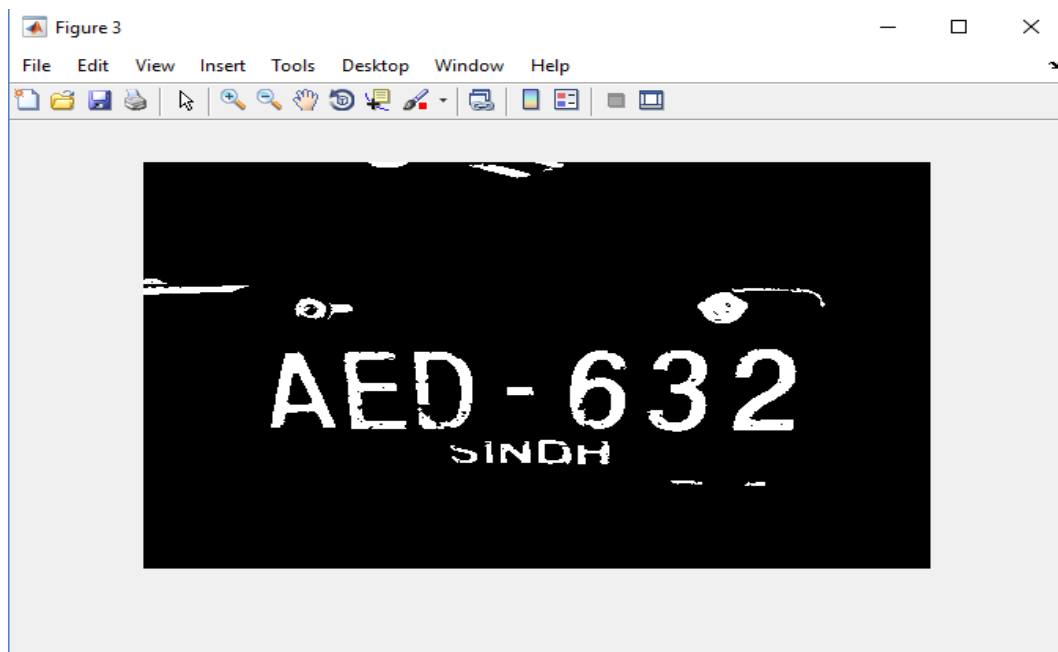 Figure 3
File Edit View Insert Tools Desktop Window Help
AED - 632
SINDH